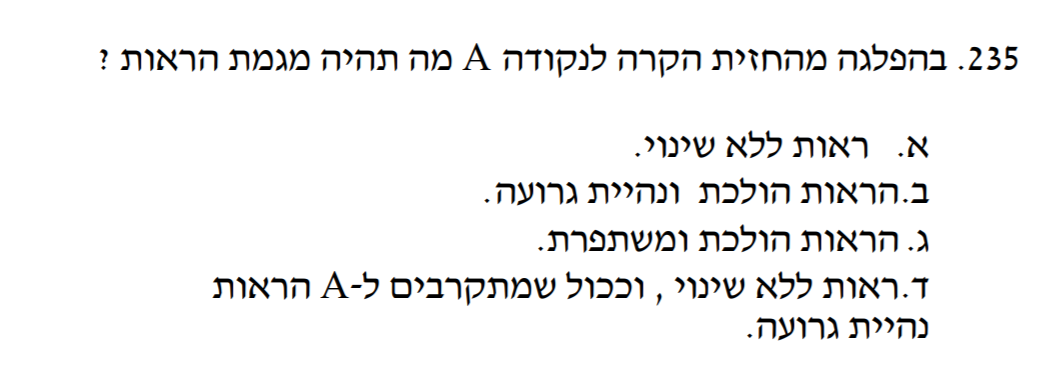 235. בהפלגה מהחזית הקרה לנקודה A מה תהיה מגמת הראות ?
א. ראות ללא שינוי.
ב.הראות הולכת ונהיית גרועה.
ג. הראות הולכת ומשתפרת.
ד.ראות ללא שינוי , וככול שמתקרבים ל-A הראות
נהיית גרועה.